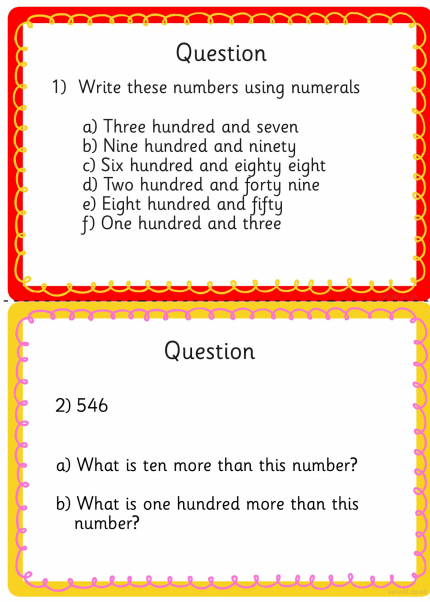 Question
1) Write these numbers using numerals
a) Three hundred and seven
b) Nine hundred and ninety
c) Six hundred and eighty eight
d) Two hundred and forty nine
e) Eight hundred and fifty
f) One hundred and three
Question
2) 546
a) What is ten more than this number?
b) What is one hundred more than this
number?